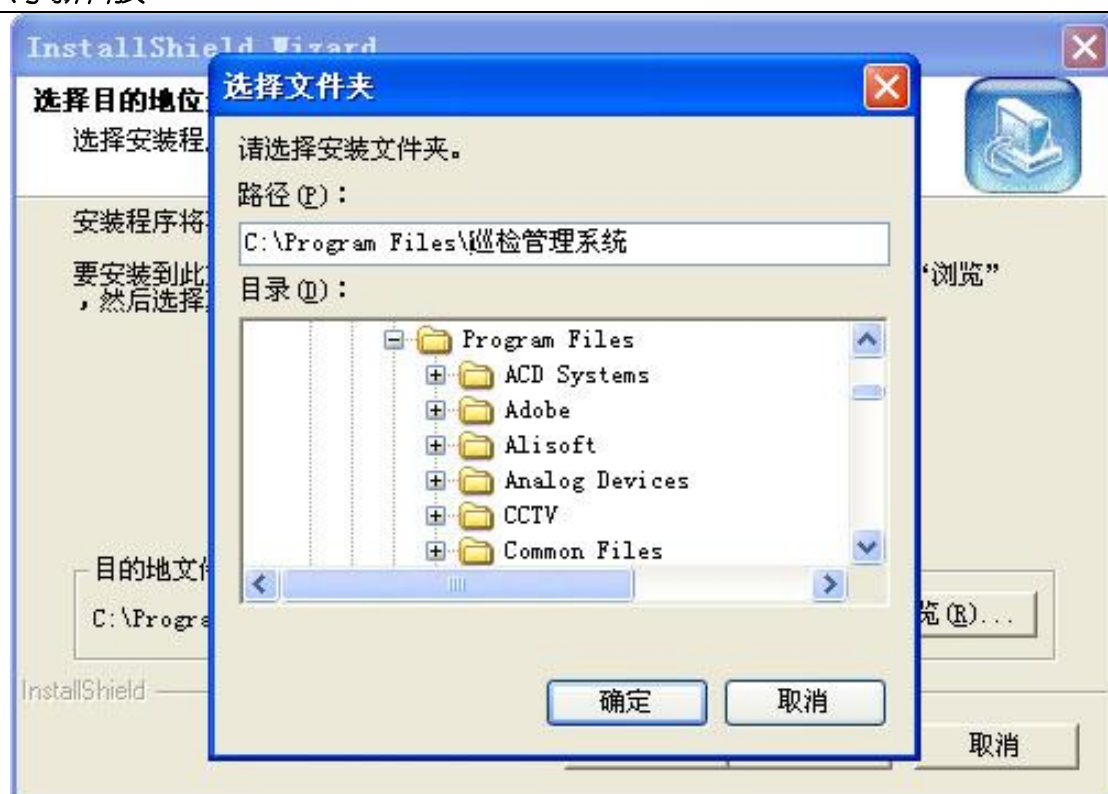 InstallShield Wizard
选择文件夹
选择目的地位
选择安装程
请选择安装文件夹。
路径(P):
安装程序将
C:\Program Files\巡检管理系统
要安装到此
“浏览”
,然后选择
目录(D):
Program Files
ACD Systems
Adobe
Alisoft
Analog Devices
CCTV
Common Files
目的地文件
C:\Progra
览(R)...
InstallShield
确定
取消
取消